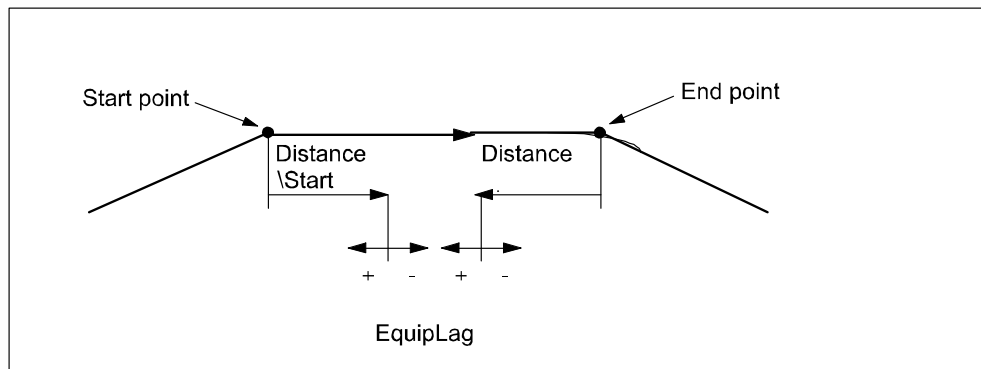 Start point
End point
Distance
\Start
Distance
+ - + -
EquipLag